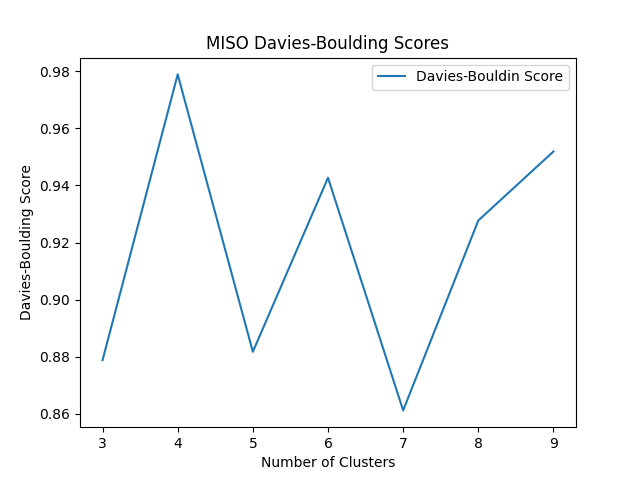 MISO Davies-Boulding Scores
Davies-Bouldin Score
Davies-Boulding Score
0.98
0.96
0.94
0.92
0.90
0.88
0.86
3 4 5 6 7 8 9
Number of Clusters